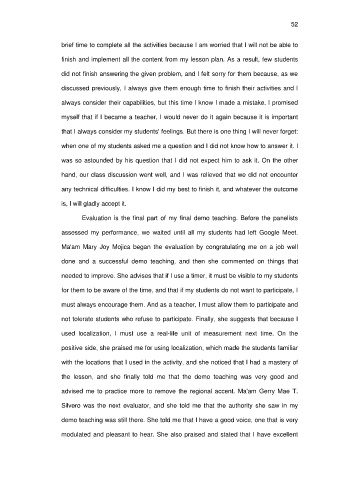 52
brief time to complete all the activities because I am worried that I will not be able to
finish and implement all the content from my lesson plan. As a result, few students
did not finish answering the given problem, and I felt sorry for them because, as we
discussed previously, I always give them enough time to finish their activities and I
always consider their capabilities, but this time I know I made a mistake. I promised
myself that if I became a teacher, I would never do it again because it is important
that I always consider my students' feelings. But there is one thing I will never forget:
when one of my students asked me a question and I did not know how to answer it. I
was so astounded by his question that I did not expect him to ask it. On the other
hand, our class discussion went well, and I was relieved that we did not encounter
any technical difficulties. I know I did my best to finish it, and whatever the outcome
is, I will gladly accept it.
Evaluation is the final part of my final demo teaching. Before the panelists
assessed my performance, we waited until all my students had left Google Meet.
Ma'am Mary Joy Mojica began the evaluation by congratulating me on a job well
done and a successful demo teaching, and then she commented on things that
needed to improve. She advises that if I use a timer, it must be visible to my students
for them to be aware of the time, and that if my students do not want to participate, I
must always encourage them. And as a teacher, I must allow them to participate and
not tolerate students who refuse to participate. Finally, she suggests that because I
used localization, I must use a real-life unit of measurement next time. On the
positive side, she praised me for using localization, which made the students familiar
with the locations that I used in the activity, and she noticed that I had a mastery of
the lesson, and she finally told me that the demo teaching was very good and
advised me to practice more to remove the regional accent. Ma'am Gerry Mae T.
Silvero was the next evaluator, and she told me that the authority she saw in my
demo teaching was still there. She told me that I have a good voice, one that is very
modulated and pleasant to hear. She also praised and stated that I have excellent